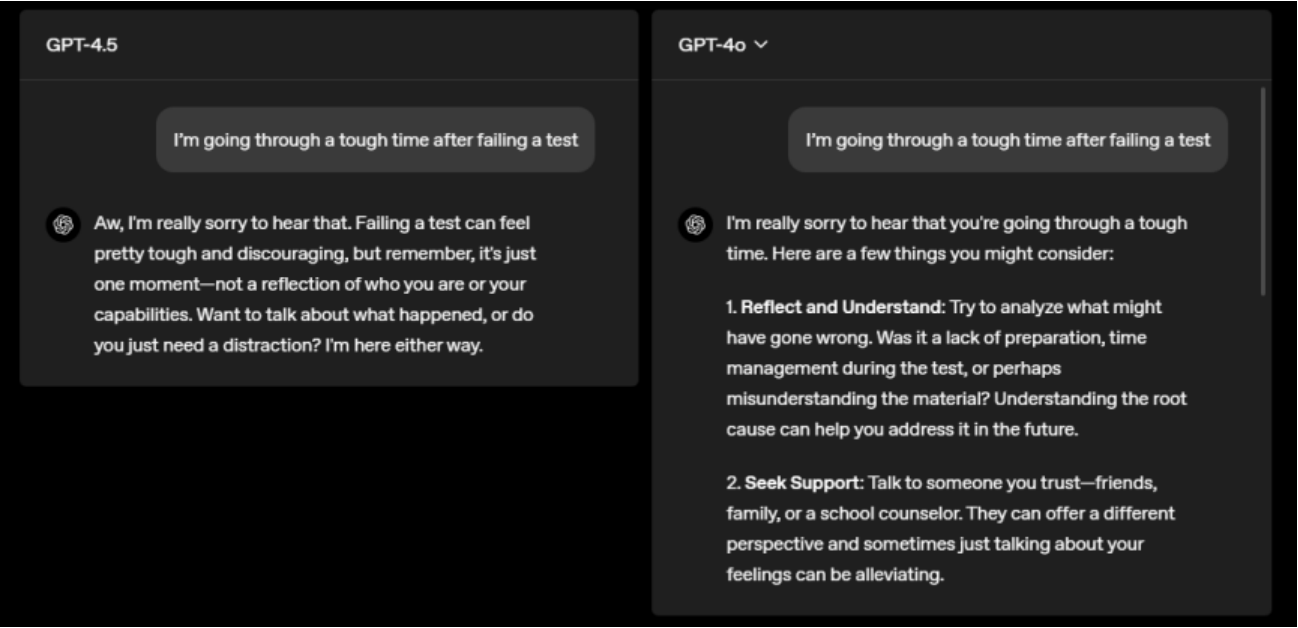 GPT-4.5
I'm going through a tough time after failing a test
Aw, I'm really sorry to hear that. Failing a test can feel
pretty tough and discouraging, but remember, it's just
one moment—not a reflection of who you are or your
capabilities. Want to talk about what happened, or do
you just need a distraction? I'm here either way.
GPT-4o
I'm going through a tough time after failing a test
I'm really sorry to hear that you're going through a tough
time. Here are a few things you might consider:
1. Reflect and Understand: Try to analyze what might
have gone wrong. Was it a lack of preparation, time
management during the test, or perhaps
misunderstanding the material? Understanding the root
cause can help you address it in the future.
2. Seek Support: Talk to someone you trust—friends,
family, or a school counselor. They can offer a different
perspective and sometimes just talking about your
feelings can be alleviating.